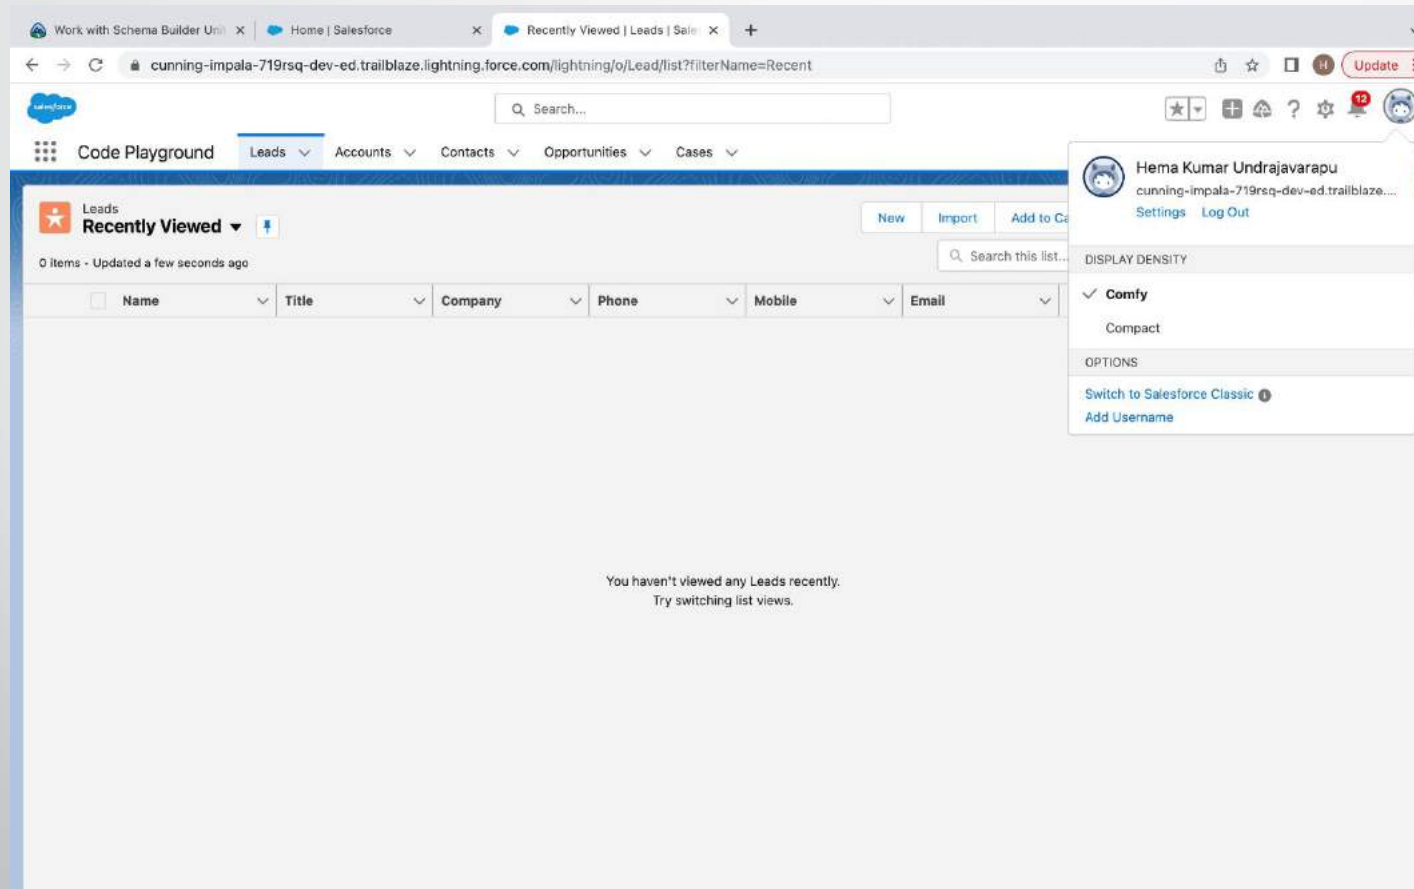 Work with Schema Builder Uni
Home | Salesforce
Recently Viewed | Leads | Sale
cunning-impala-719rsq-dev-ed.trailblaze.lightning.force.com/lightning/o/Lead/list?filterName=Recent
H
Update
salesforce
Search...
12
Code Playground
Leads
Accounts
Contacts
Opportunities
Cases
Hema Kumar Undrajavarapu
cunning-impala-719rsq-dev-ed.trailblaze....
Settings Log Out
Leads
Recently Viewed
New
Import
Add to Ca
0 items - Updated a few seconds ago
Search this list...
DISPLAY DENSITY
Name
Title
Company
Phone
Mobile
Email
Comfy
Compact
OPTIONS
Switch to Salesforce Classic
Add Username
You haven't viewed any Leads recently.
Try switching list views.